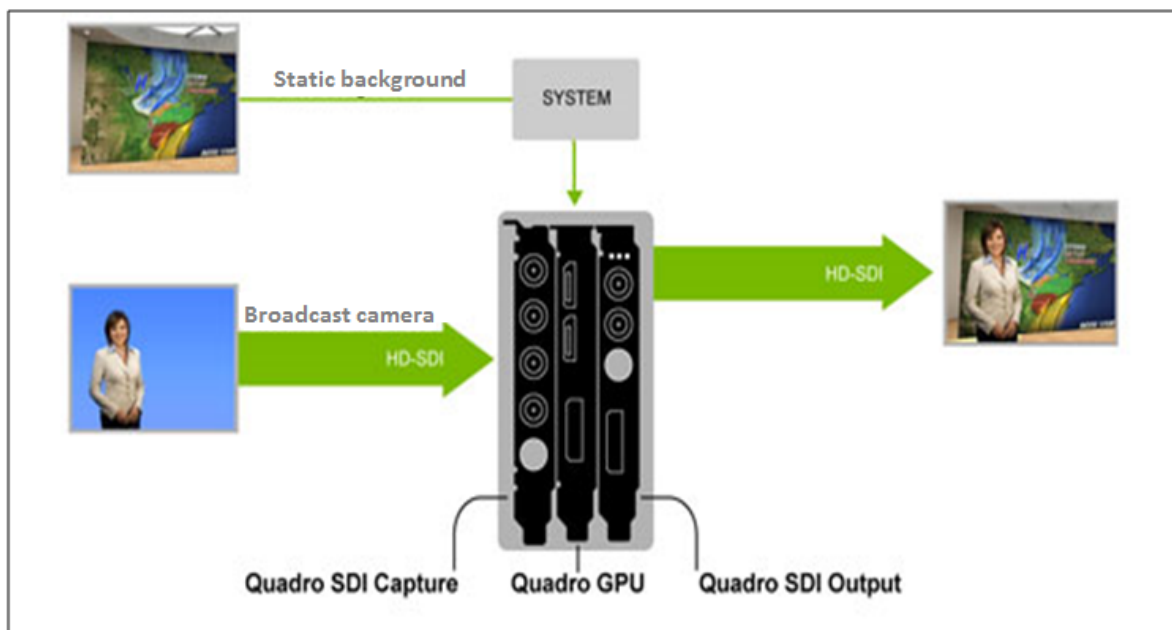 Static background
SYSTEM
Broadcast camera
HD-SDI
HD-SDI
Quadro SDI Capture
Quadro GPU
Quadro SDI Output